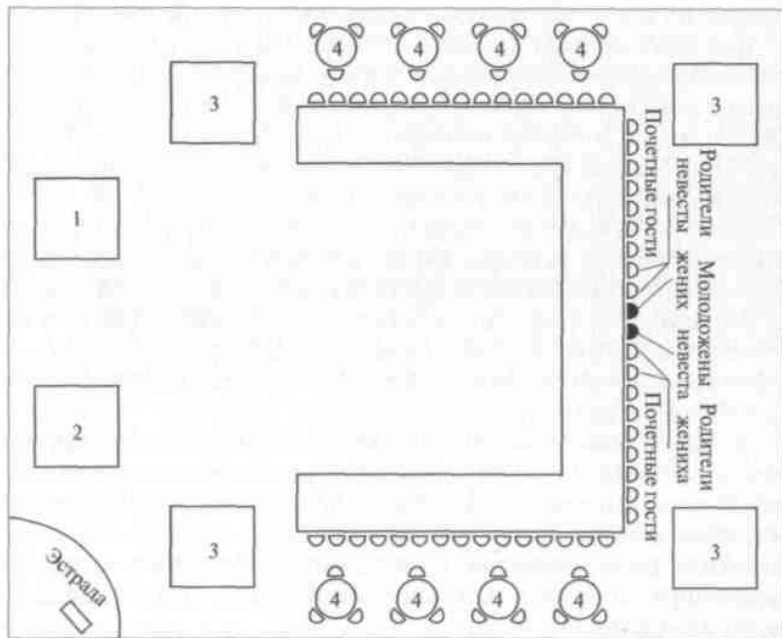 4 4 4 4
3
3
1
Почетные гости
Родители невесты
Молодожены
жених невеста
Родители жениха
Почетные гости
2
3
3
Эстрада
4 4 4 4